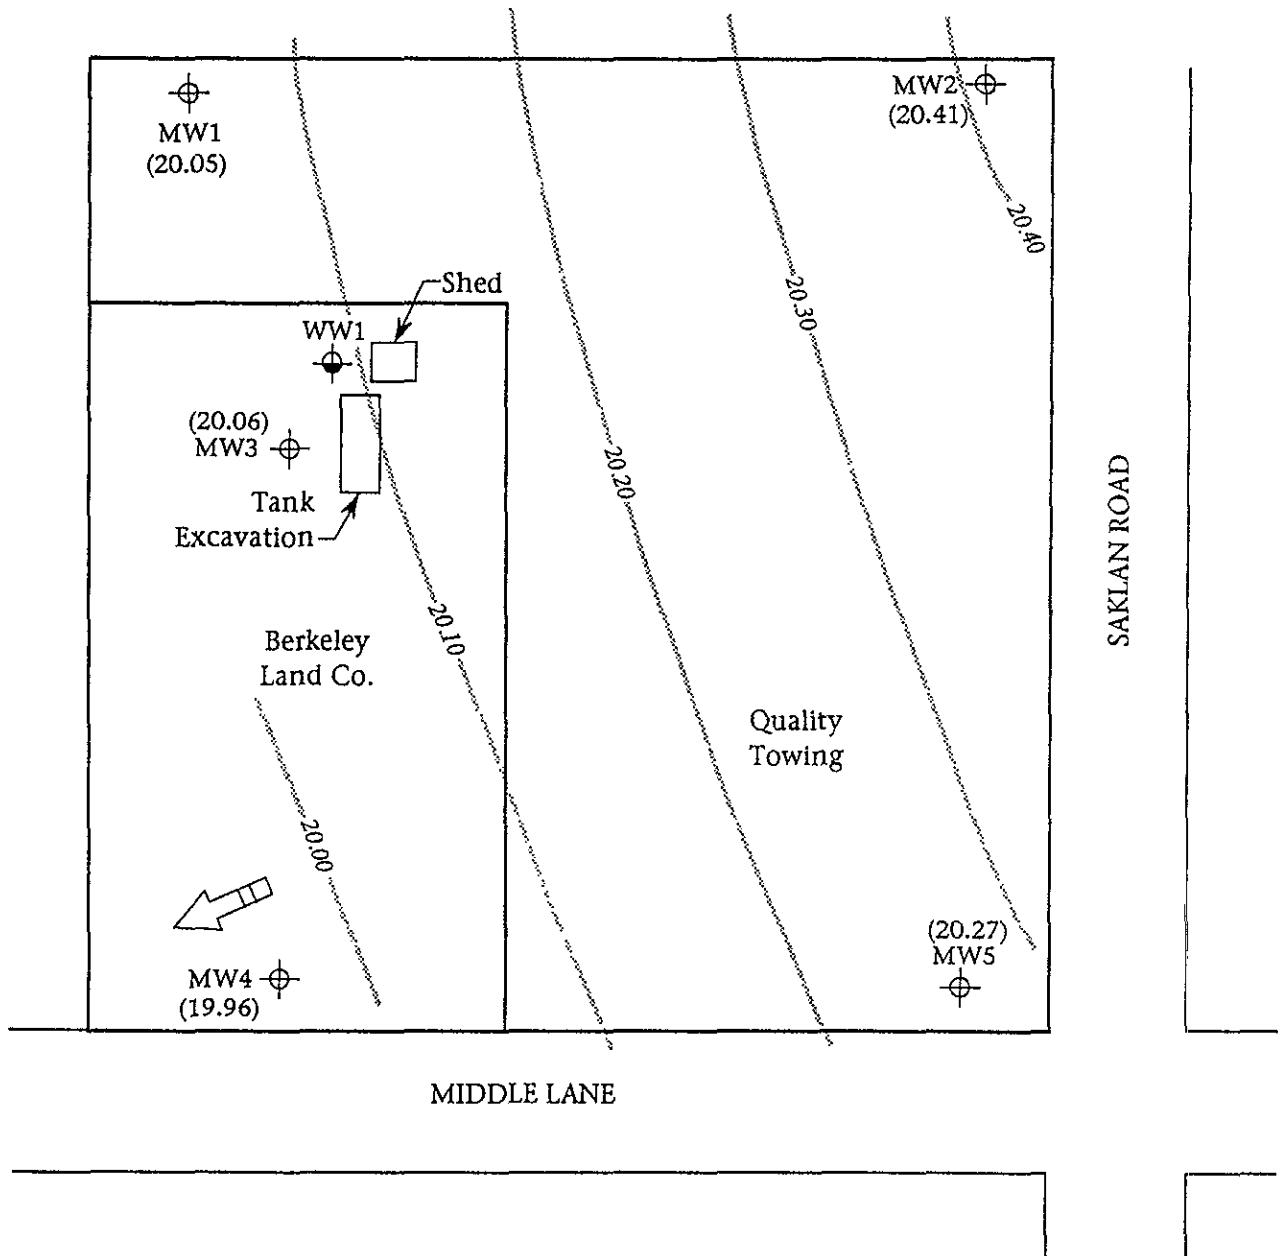 MW1
(20.05)
MW2
(20.41)
20.40
Shed
20.30
WW1
(20.06)
MW3
20.20
Tank
Excavation
SAKLAN ROAD
20.10
Berkeley
Land Co.
Quality
Towing
20.00
(20.27)
MW5
MW4
(19.96)
MIDDLE LANE